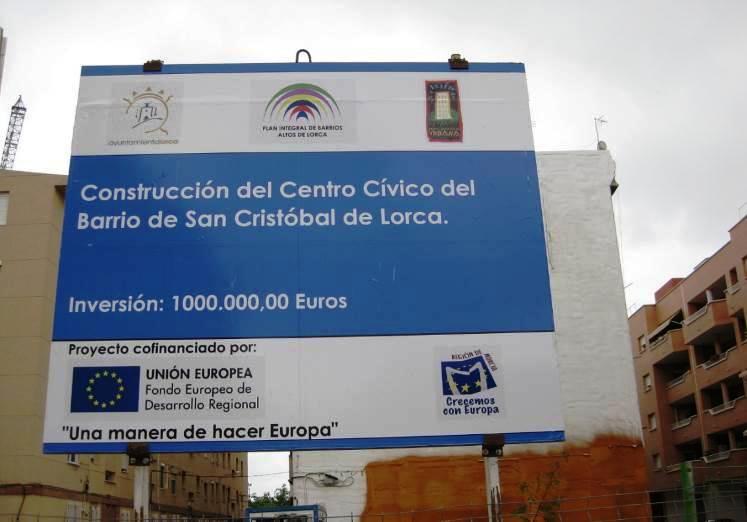 ayuntamientolorca
PLAN INTEGRAL DE BARRIOS
ALTOS DE LORCA
Construcción del Centro Cívico del
Barrio de San Cristóbal de Lorca.
Inversión: 1000.000,00 Euros
Proyecto cofinanciado por:
UNIÓN EUROPEA
Fondo Europeo de
Desarrollo Regional
REGIÓN DE MURCIA
Crecemos
con Europa
"Una manera de hacer Europa"